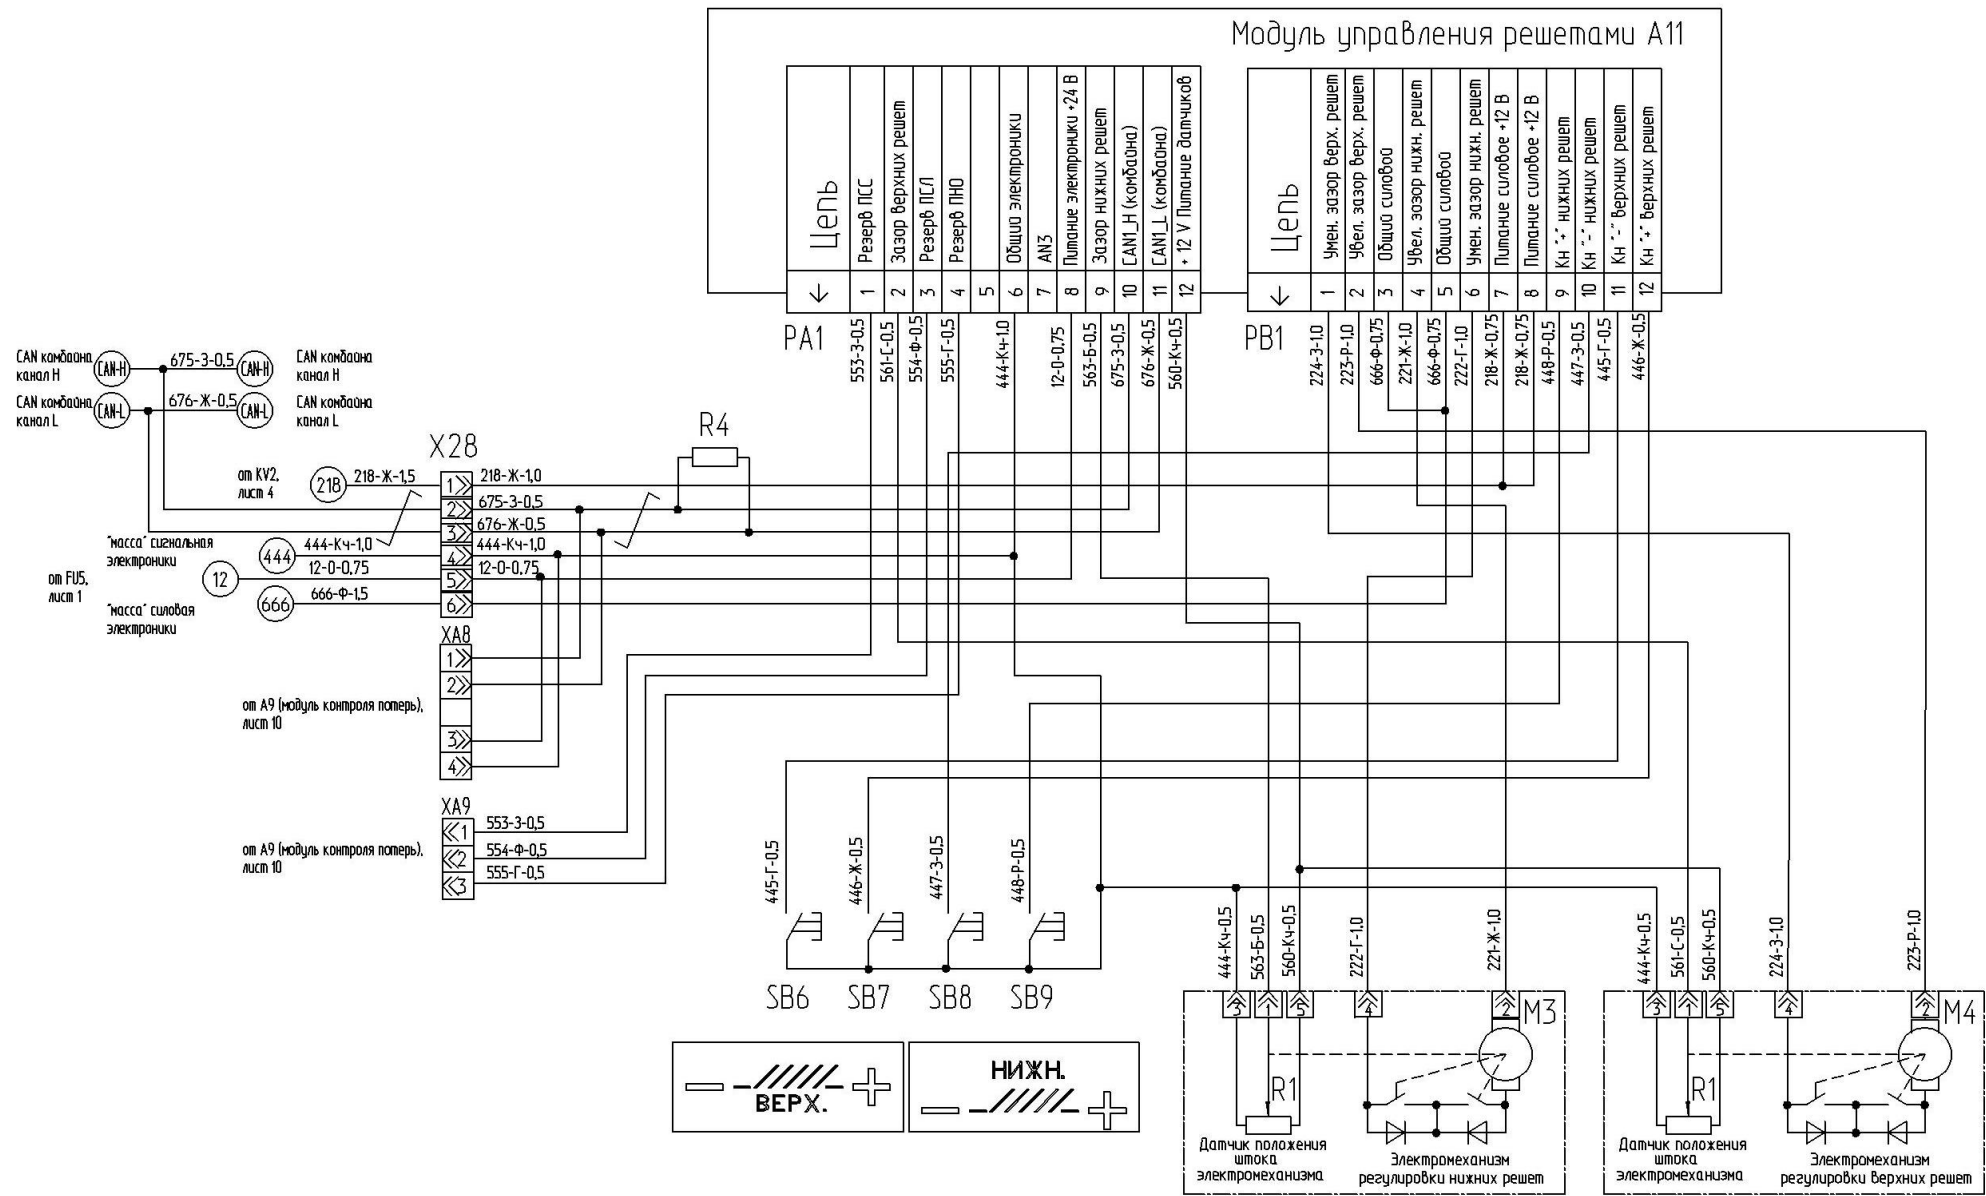 Модуль управления решетами А11
Цепь
Резерв ПСС
Зазор верхних решет
Резерв ПСЛ
Резерв ПНО
Общий электроники
AN3
Питание электроники +24 В
Зазор нижних решет
CAN1_H (комбайна)
CAN1_L (комбайна)
+ 12 V Питание датчиков
1
2
3
4
5
6
7
8
9
10
11
12
PA1
553-З-0,5
561-С-0,5
554-Ф-0,5
555-Г-0,5
444-Кч-1.0
12-О-0,75
563-Б-0,5
675-З-0,5
676-Ж-0,5
560-Кч-0,5
Цепь
Умен. зазор верх. решет
Увел. зазор верх. решет
Общий силовой
Увел. зазор нижн. решет
Общий силовой
Умен. зазор нижн. решет
Питание силовое +12 В
Питание силовое +12 В
Кн "+" нижних решет
Кн "-" нижних решет
Кн "-" верхних решет
Кн "+" верхних решет
1
2
3
4
5
6
7
8
9
10
11
12
PB1
224-З-1,0
223-Р-1,0
666-Ф-0,75
221-Ж-1,0
666-Ф-0,75
222-Г-1,0
218-Ж-0,75
218-Ж-0,75
448-Р-0,5
447-З-0,5
445-Г-0,5
446-Ж-0,5
CAN комбайна
канал H
CAN-H
675-З-0,5
CAN-H
CAN комбайна
канал H
CAN комбайна
канал L
CAN-L
676-Ж-0,5
CAN-L
CAN комбайна
канал L
X28
R4
от KV2,
лист 4
218
218-Ж-1,5
1
218-Ж-1,0
2
675-З-0,5
3
676-Ж-0,5
"масса" сигнальная
электроники
444
444-Кч-1,0
4
444-Кч-1,0
от FU5,
лист 1
12
12-О-0,75
5
12-О-0,75
"масса" силовая
электроники
666
666-Ф-1,5
6
XA8
1
2
3
4
от А9 (модуль контроля потерь),
лист 10
XA9
1
2
3
553-З-0,5
554-Ф-0,5
555-Г-0,5
от А9 (модуль контроля потерь),
лист 10
445-Г-0,5
446-Ж-0,5
447-З-0,5
448-Р-0,5
SB6
SB7
SB8
SB9
ВЕРХ.
НИЖН.
444-Кч-0,5
563-Б-0,5
560-Кч-0,5
222-Г-1,0
221-Ж-1,0
3
1
5
4
2
M3
R1
Датчик положения
штока
электромеханизма
Электромеханизм
регулировки нижних решет
444-Кч-0,5
561-С-0,5
560-Кч-0,5
224-З-1,0
223-Р-1,0
3
1
5
4
2
M4
R1
Датчик положения
штока
электромеханизма
Электромеханизм
регулировки верхних решет